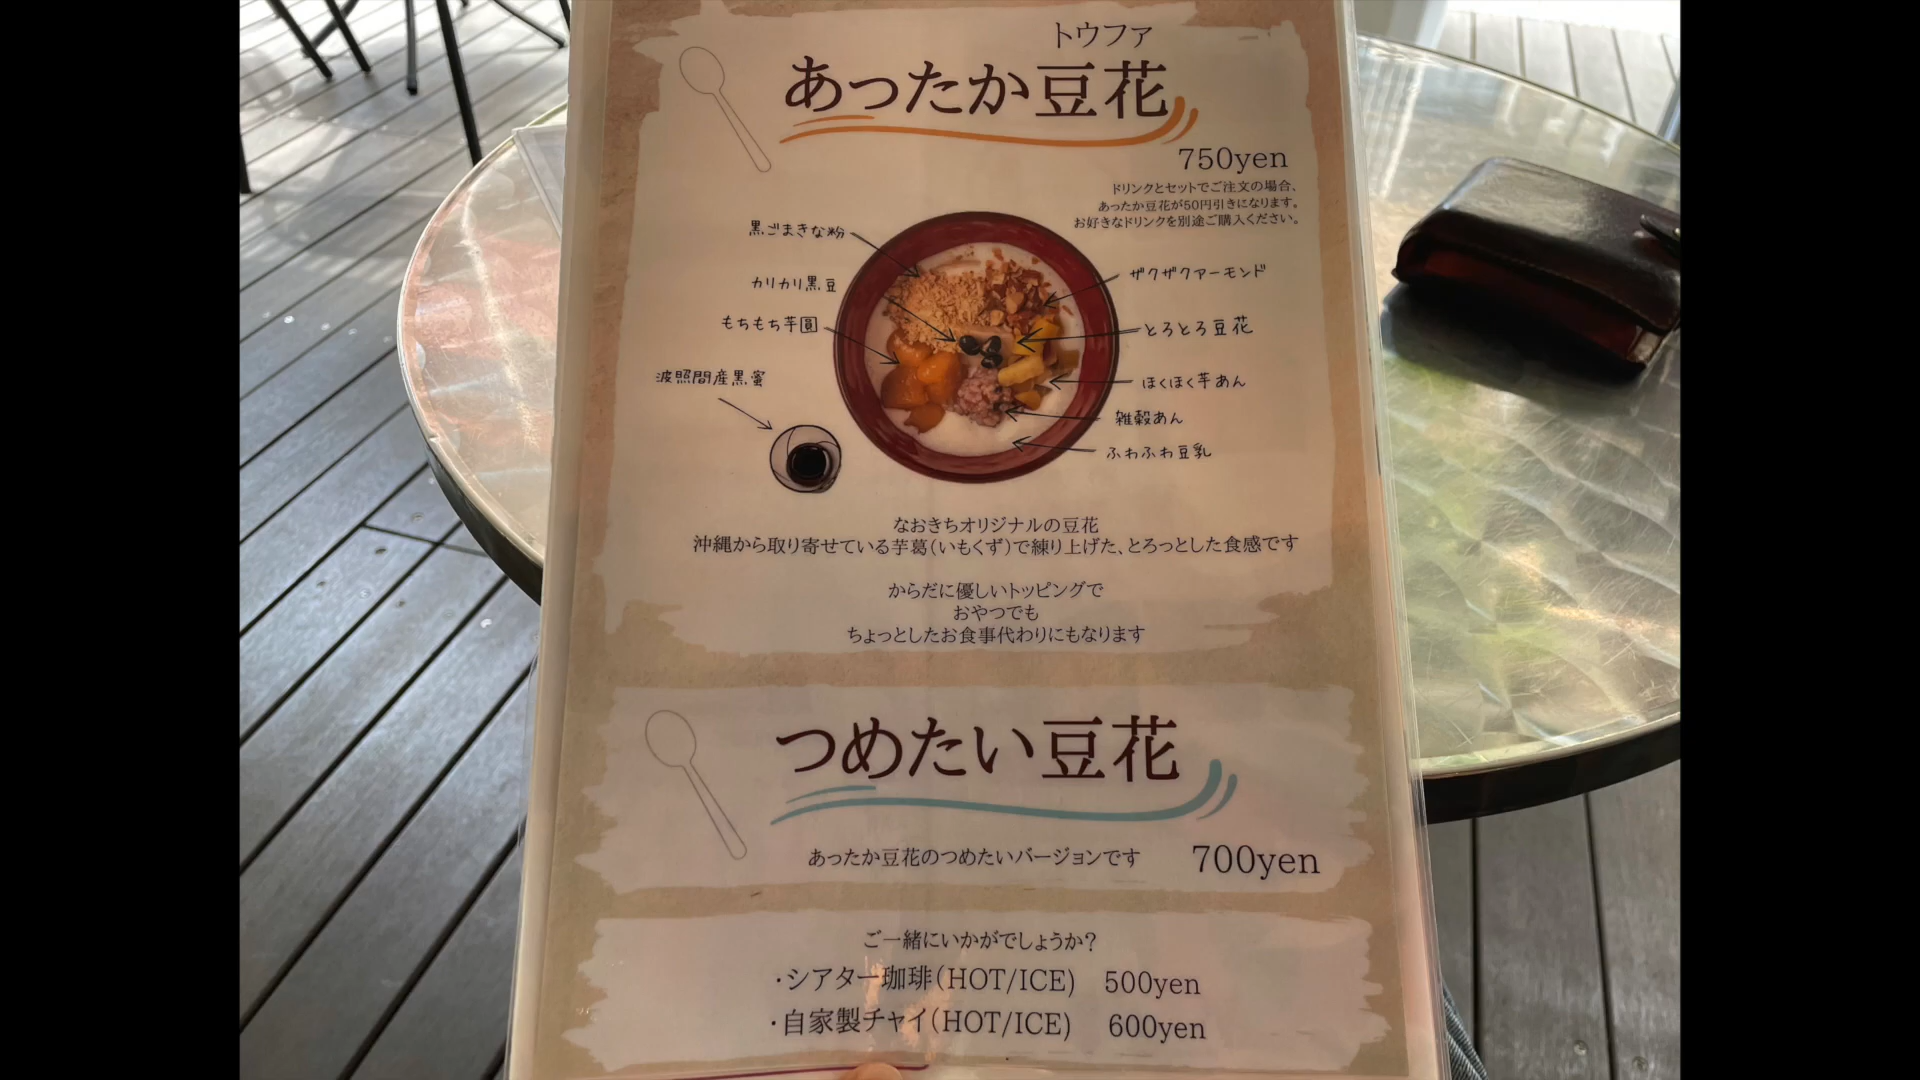 トウファ
あったか豆花
750yen
ドリンクとセットでご注文の場合、
あったか豆花が50円引きになります。
お好きなドリンクを別途ご購入ください。
黒ごまきな粉
カリカリ黒豆
もちもち芋圓
波照間産黒蜜
ザクザクアーモンド
とろとろ豆花
ほくほく芋あん
雑穀あん
ふわふわ豆乳
なおきちオリジナルの豆花
沖縄から取り寄せている芋葛(いもくず)で練り上げた、とろっとした食感です
からだに優しいトッピングで
おやつでも
ちょっとしたお食事代わりにもなります
つめたい豆花
あったか豆花のつめたいバージョンです 700yen
ご一緒にいかがでしょうか?
・シアター珈琲(HOT/ICE) 500yen
・自家製チャイ(HOT/ICE) 600yen